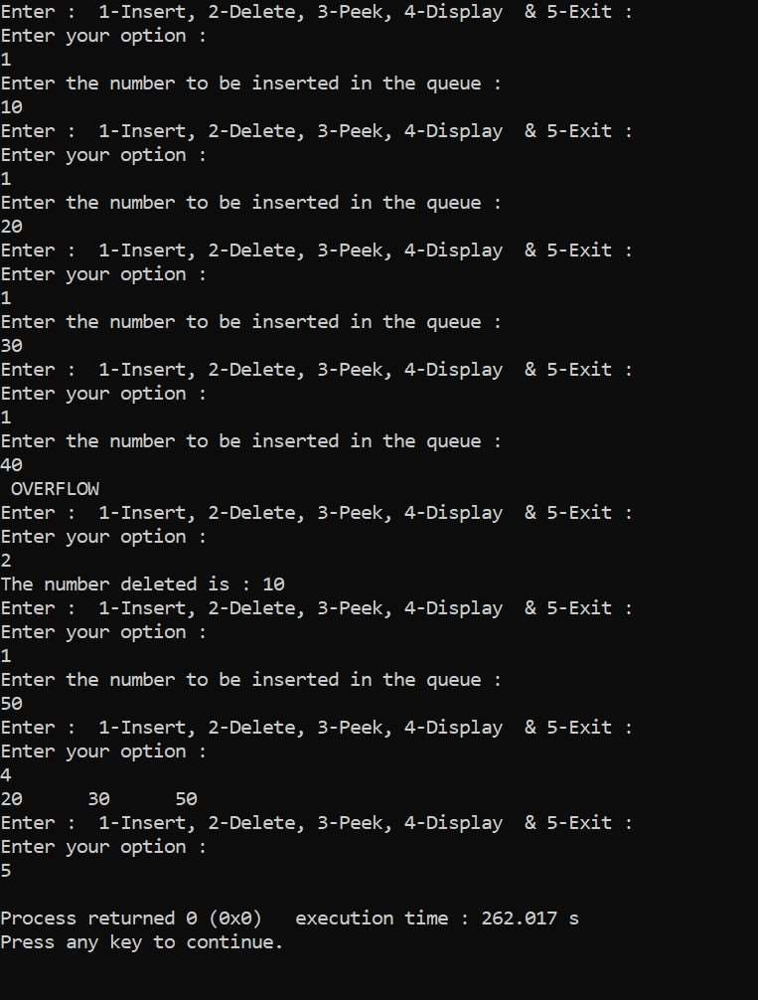 Enter :  1-Insert, 2-Delete, 3-Peek, 4-Display  & 5-Exit :
Enter your option :
1
Enter the number to be inserted in the queue :
10
Enter :  1-Insert, 2-Delete, 3-Peek, 4-Display  & 5-Exit :
Enter your option :
1
Enter the number to be inserted in the queue :
20
Enter :  1-Insert, 2-Delete, 3-Peek, 4-Display  & 5-Exit :
Enter your option :
1
Enter the number to be inserted in the queue :
30
Enter :  1-Insert, 2-Delete, 3-Peek, 4-Display  & 5-Exit :
Enter your option :
1
Enter the number to be inserted in the queue :
40
 OVERFLOW
Enter :  1-Insert, 2-Delete, 3-Peek, 4-Display  & 5-Exit :
Enter your option :
2
The number deleted is : 10
Enter :  1-Insert, 2-Delete, 3-Peek, 4-Display  & 5-Exit :
Enter your option :
1
Enter the number to be inserted in the queue :
50
Enter :  1-Insert, 2-Delete, 3-Peek, 4-Display  & 5-Exit :
Enter your option :
4
20      30      50
Enter :  1-Insert, 2-Delete, 3-Peek, 4-Display  & 5-Exit :
Enter your option :
5

Process returned 0 (0x0)   execution time : 262.017 s
Press any key to continue.